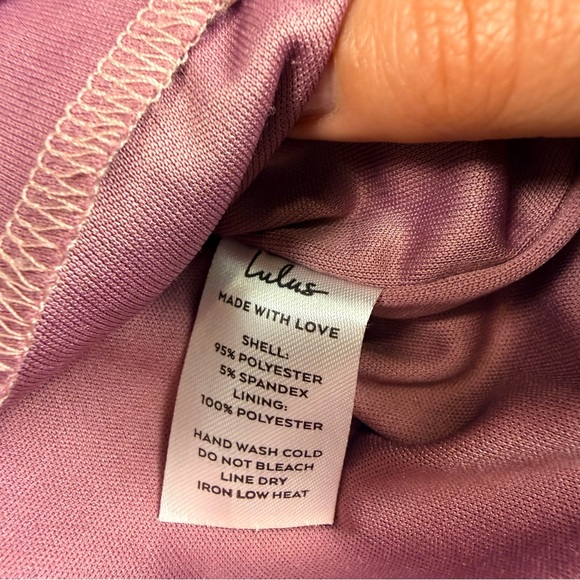 Lulus
MADE WITH LOVE
SHELL:
95% POLYESTER
5% SPANDEX
LINING:
100% POLYESTER
HAND WASH COLD
DO NOT BLEACH
LINE DRY
IRON LOW HEAT